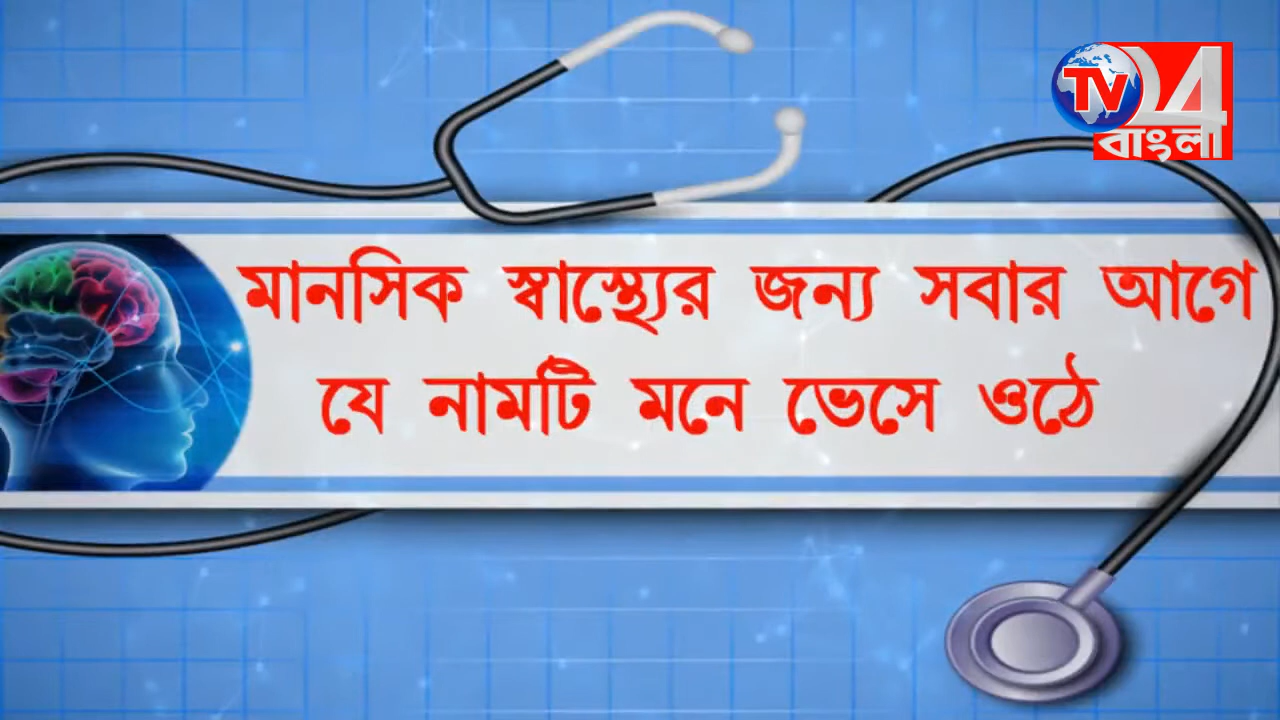 TV 24
বাংলা
মানসিক স্বাস্থ্যের জন্য সবার আগে
যে নামটি মনে ভেসে ওঠে